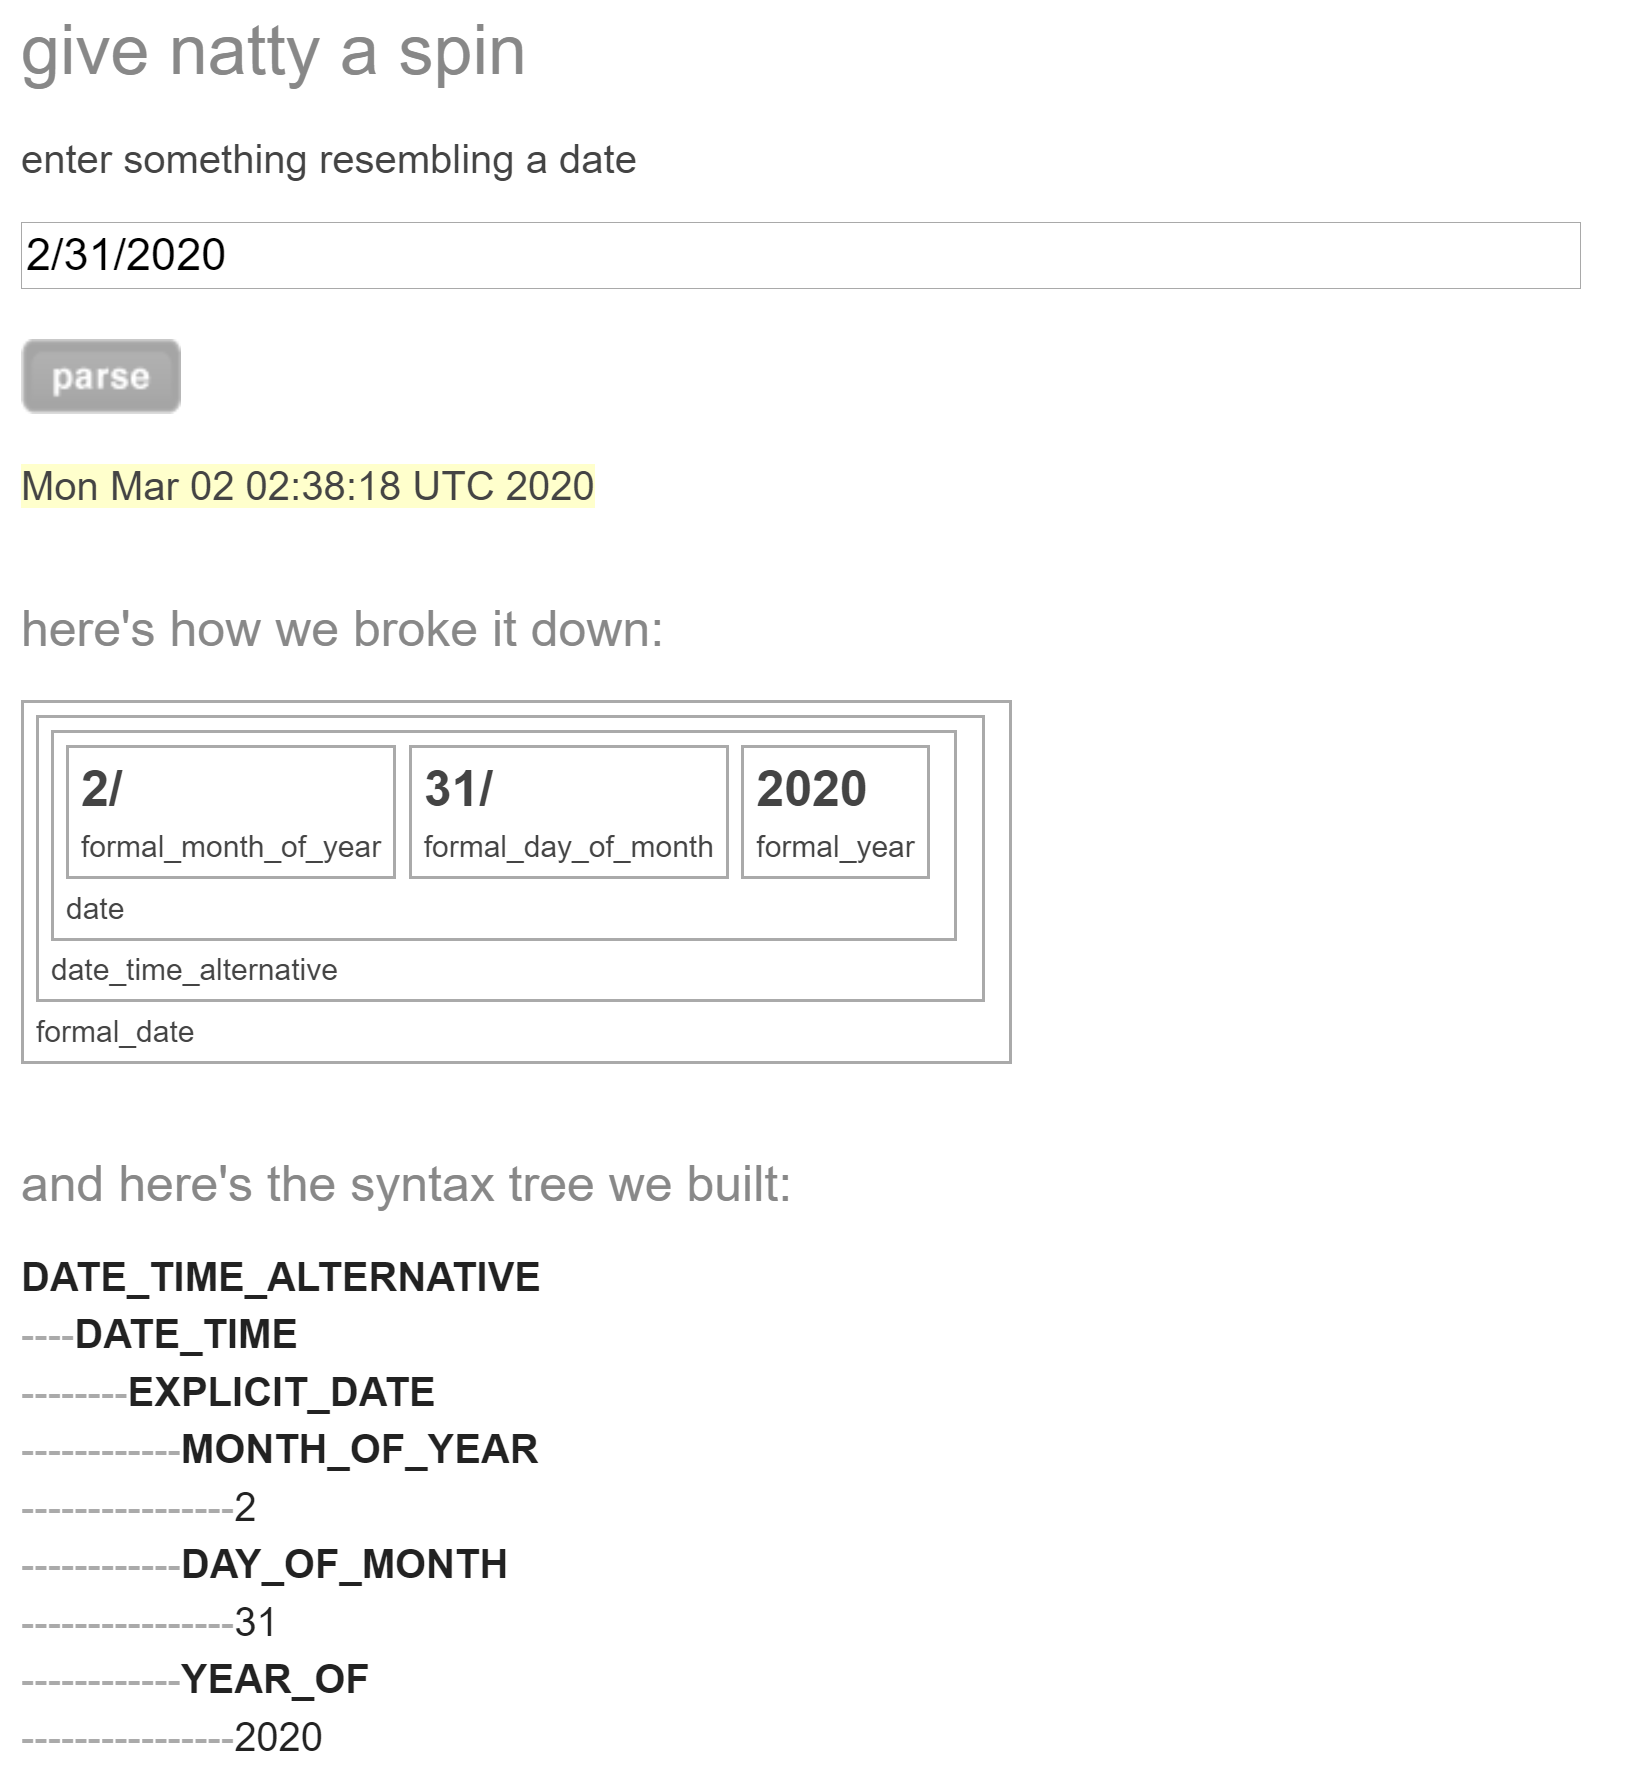 give natty a spin
enter something resembling a date
2/31/2020
parse
Mon Mar 02 02:38:18 UTC 2020
here's how we broke it down:
2/ 31/ 2020
formal_month_of_year formal_day_of_month formal_year
date
date_time_alternative
formal_date
and here's the syntax tree we built:
DATE_TIME_ALTERNATIVE
----DATE_TIME
--------EXPLICIT_DATE
------------MONTH_OF_YEAR
----------------2
------------DAY_OF_MONTH
----------------31
------------YEAR_OF
----------------2020